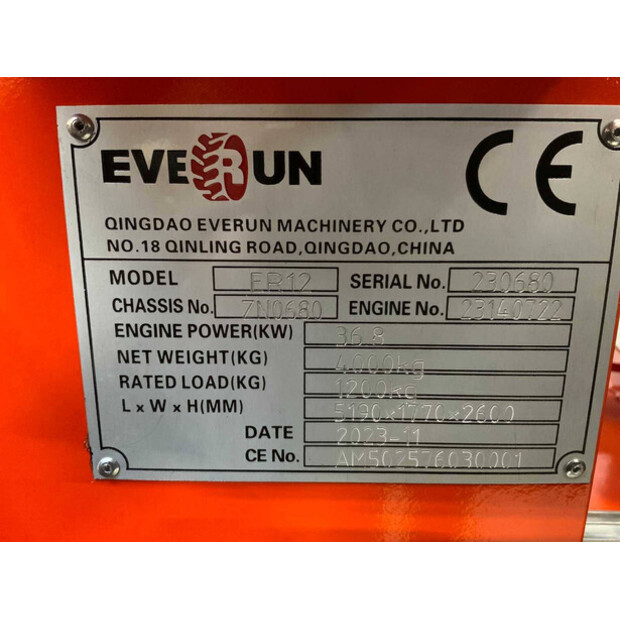 EVERUN CE
QINGDAO EVERUN MACHINERY CO.,LTD
NO.18 QINLING ROAD,QINGDAO,CHINA
MODEL ER12 SERIAL No. 230680
CHASSIS No. ZN0680 ENGINE No. 23140722
ENGINE POWER(KW) 36.8
NET WEIGHT(KG) 4000kg
RATED LOAD(KG) 1200kg
L x W x H(MM) 5190x1770x2600
DATE 2023-11
CE No. AM502576030001